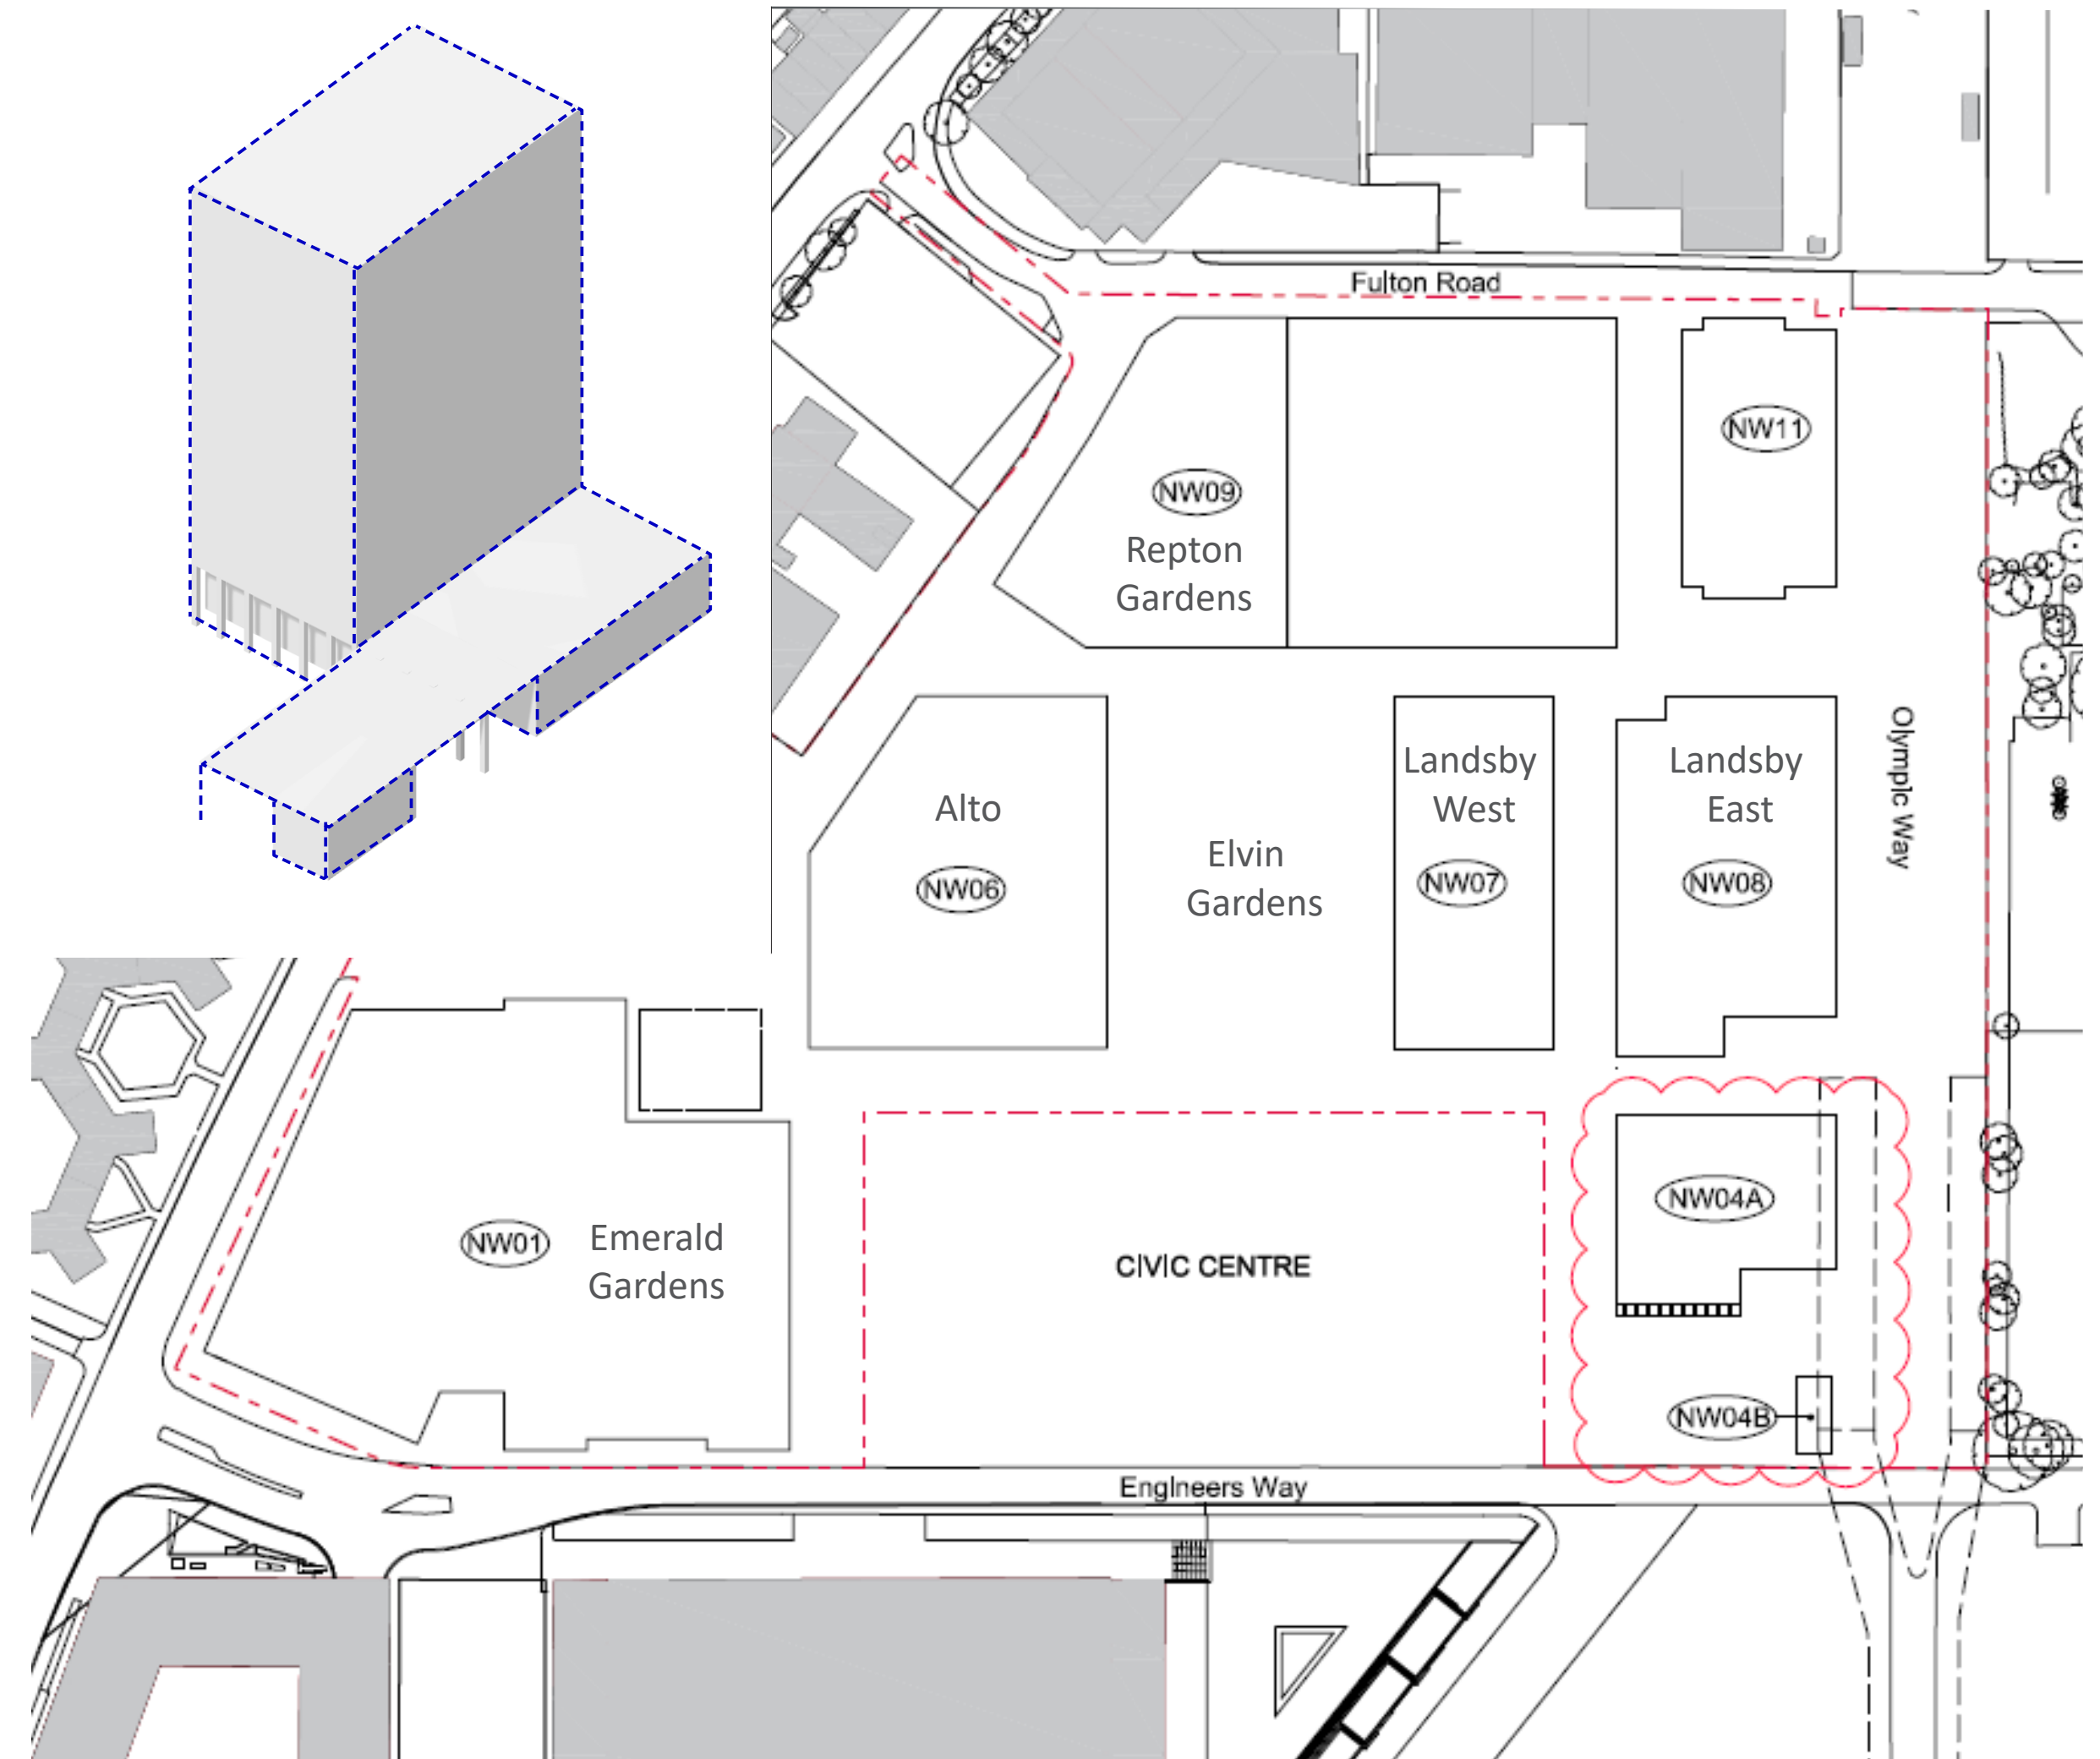 Fulton Road
NW11
NW09
Repton
Gardens
Olympic Way
Landsby
West
Landsby
East
Alto
Elvin
Gardens
NW06
NW07
NW08
NW04A
NW01
Emerald
Gardens
CIVIC CENTRE
NW04B
Engineers Way